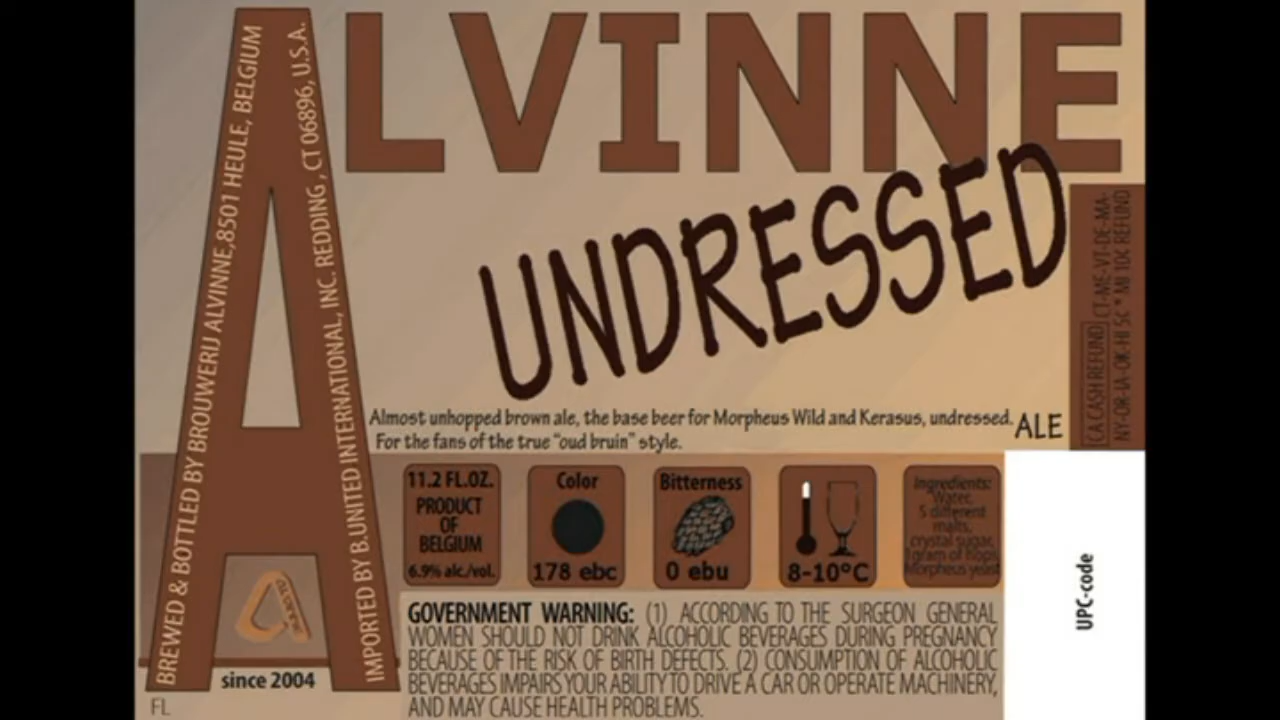 ALVINNE
UNDRESSED
BREWED & BOTTLED BY BROUWERIJ ALVINNE,8501 HEULE, BELGIUM
IMPORTED BY B.UNITED INTERNATIONAL, INC. REDDING , CT 06896, U.S.A.
Almost unhopped brown ale, the base beer for Morpheus Wild and Kerasus, undressed.
For the fans of the true "oud bruin" style.
ALE
CA CASH REFUND CT-ME-VT-DE-MA-
NY-OR-IA-OK-HI 5C * MI 10C REFUND
11.2 FL.OZ.
PRODUCT
OF
BELGIUM
6.9% alc./vol.
Color
178 ebc
Bitterness
0 ebu
8-10°C
Ingredients:
Water,
5 different
malts,
crystal sugar,
1gram of hops,
Morpheus yeast
UPC-code
GOVERNMENT WARNING: (1) ACCORDING TO THE SURGEON GENERAL
WOMEN SHOULD NOT DRINK ALCOHOLIC BEVERAGES DURING PREGNANCY
BECAUSE OF THE RISK OF BIRTH DEFECTS. (2) CONSUMPTION OF ALCOHOLIC
BEVERAGES IMPAIRS YOUR ABILITY TO DRIVE A CAR OR OPERATE MACHINERY,
AND MAY CAUSE HEALTH PROBLEMS.
since 2004
FL